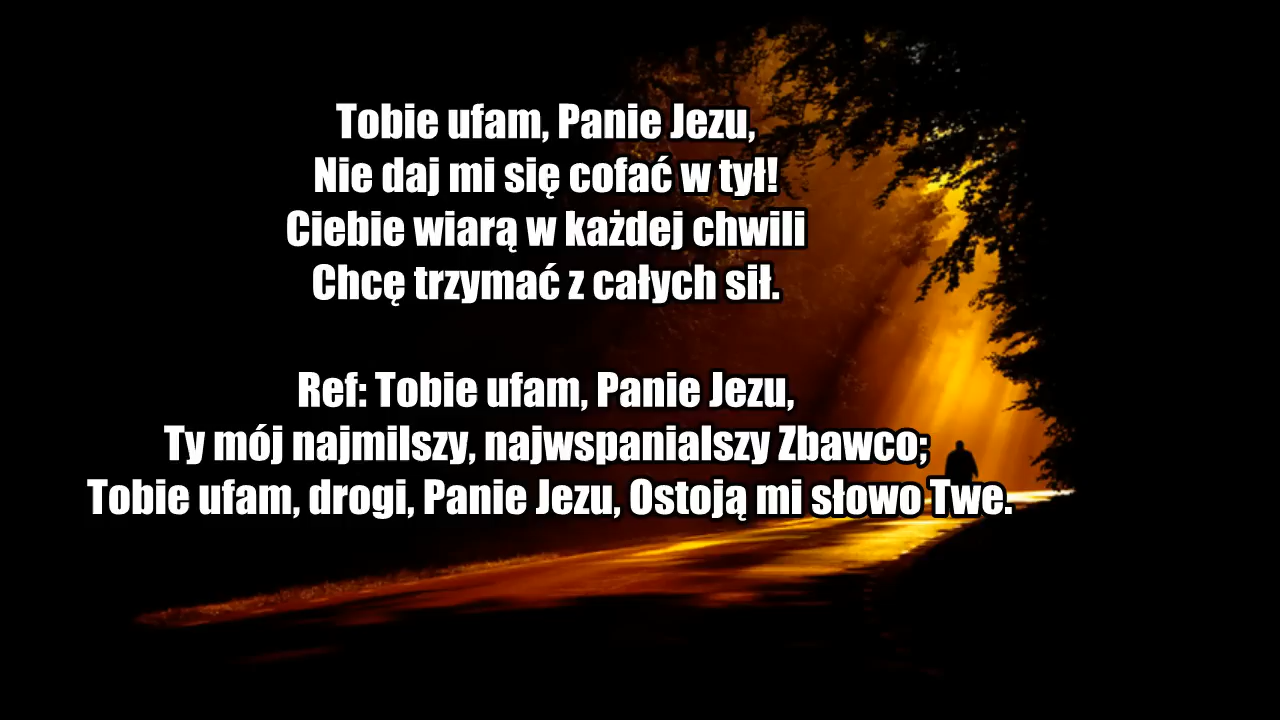 Tobie ufam, Panie Jezu,
Nie daj mi się cofać w tył!
Ciebie wiarą w każdej chwili
Chcę trzymać z całych sił.
Ref: Tobie ufam, Panie Jezu,
Ty mój najmilszy, najwspanialszy Zbawco;
Tobie ufam, drogi, Panie Jezu, Ostoją mi słowo Twe.